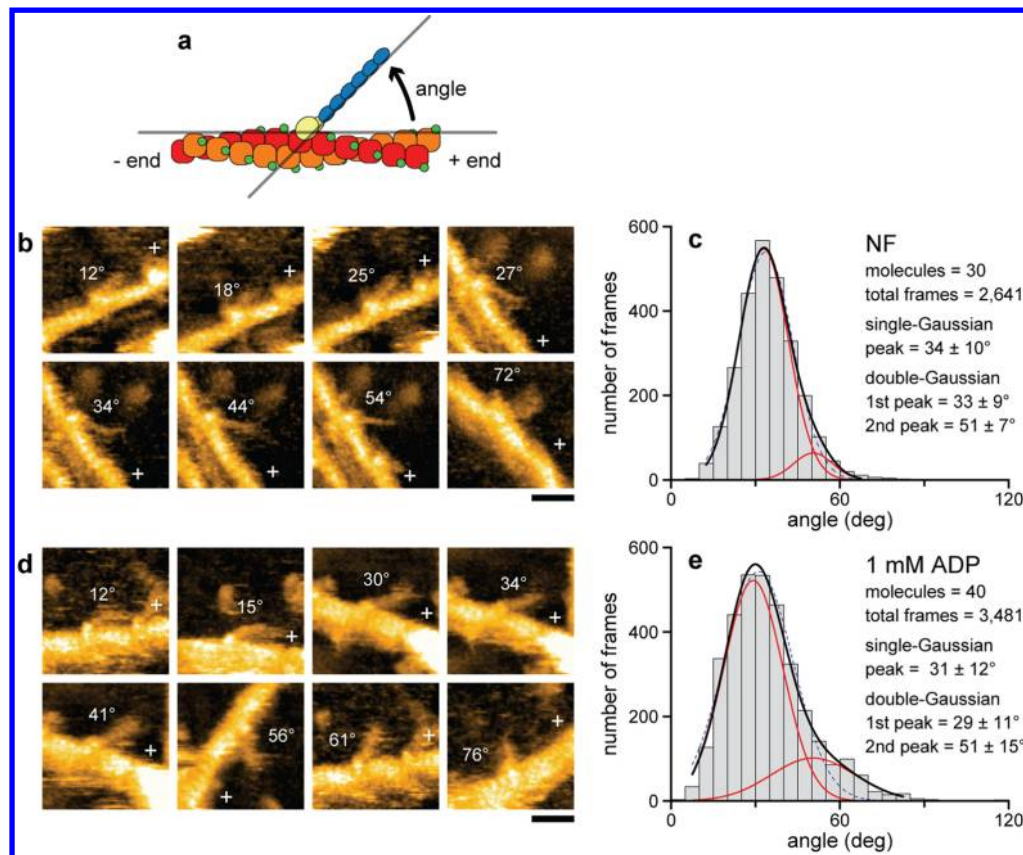 a
angle
- end
+ end
b
12°
+
18°
+
25°
+
27°
+
34°
+
44°
+
54°
+
72°
+
c
600
400
200
0
number of frames
0
60
120
angle (deg)
NF
molecules = 30
total frames = 2,641
single-Gaussian
peak = 34 ± 10°
double-Gaussian
1st peak = 33 ± 9°
2nd peak = 51 ± 7°
d
12°
+
15°
+
30°
+
34°
+
41°
+
56°
+
61°
+
76°
+
e
600
400
200
0
number of frames
0
60
120
angle (deg)
1 mM ADP
molecules = 40
total frames = 3,481
single-Gaussian
peak = 31 ± 12°
double-Gaussian
1st peak = 29 ± 11°
2nd peak = 51 ± 15°